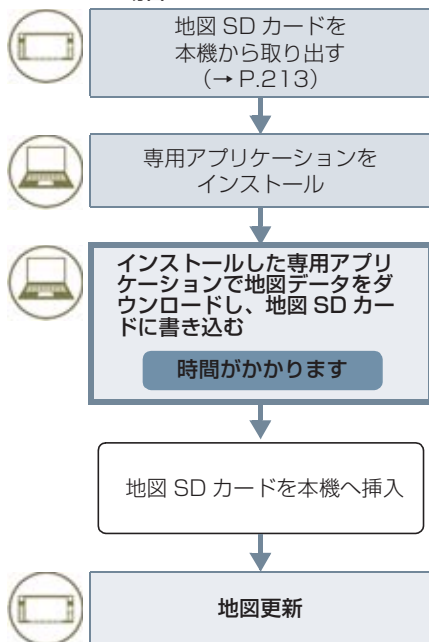 地図 SD カードを
本機から取り出す
(→ P.213)
専用アプリケーションを
インストール
インストールした専用アプリ
ケーションで地図データをダ
ウンロードし、地図 SD カー
ドに書き込む
時間がかかります
地図 SD カードを本機へ挿入
地図更新